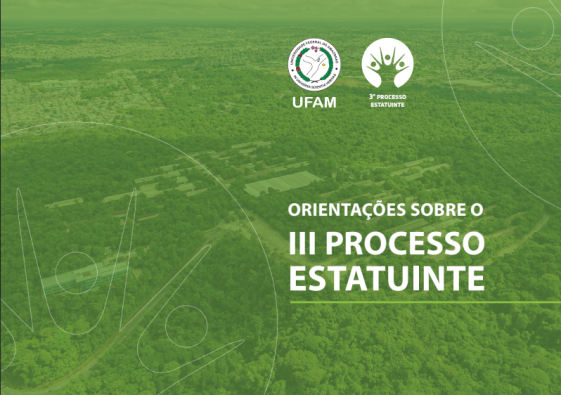 UFAM
3º PROCESSO
ESTATUINTE
ORIENTAÇÕES SOBRE O
III PROCESSO
ESTATUINTE